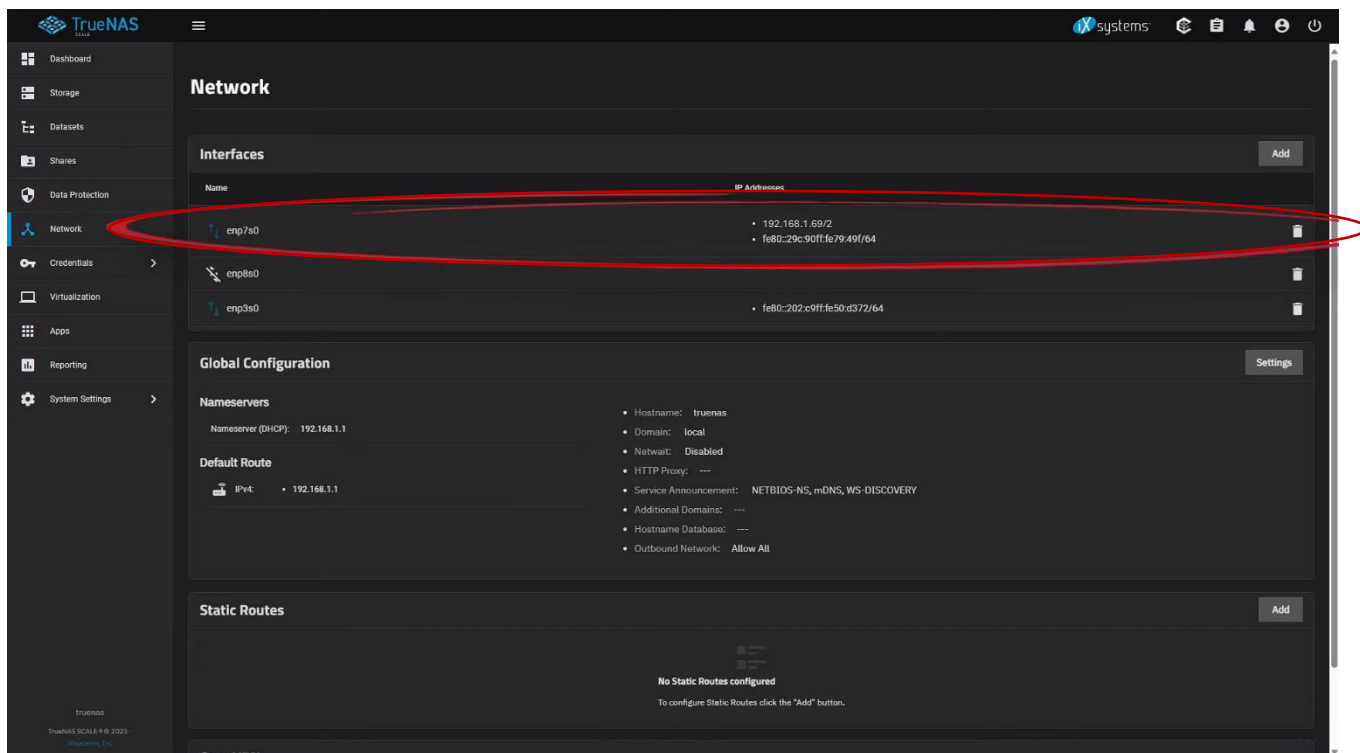 TrueNAS
SCALE
iXsystems
Dashboard
Storage
Datasets
Shares
Data Protection
Network
Credentials
Virtualization
Apps
Reporting
System Settings
truenas
TrueNAS SCALE ® © 2023 -
iXsystems, Inc
Network
Interfaces
Add
Name
IP Addresses
enp7s0
• 192.168.1.69/2
• fe80::29c:90ff:fe79:49f/64
enp8s0
enp3s0
• fe80::202:c9ff:fe50:d372/64
Global Configuration
Settings
Nameservers
Nameserver (DHCP): 192.168.1.1
Default Route
IPv4: • 192.168.1.1
• Hostname: truenas
• Domain: local
• Netwait: Disabled
• HTTP Proxy: ---
• Service Announcement: NETBIOS-NS, mDNS, WS-DISCOVERY
• Additional Domains: ---
• Hostname Database: ---
• Outbound Network: Allow All
Static Routes
Add
No Static Routes configured
To configure Static Routes click the "Add" button.